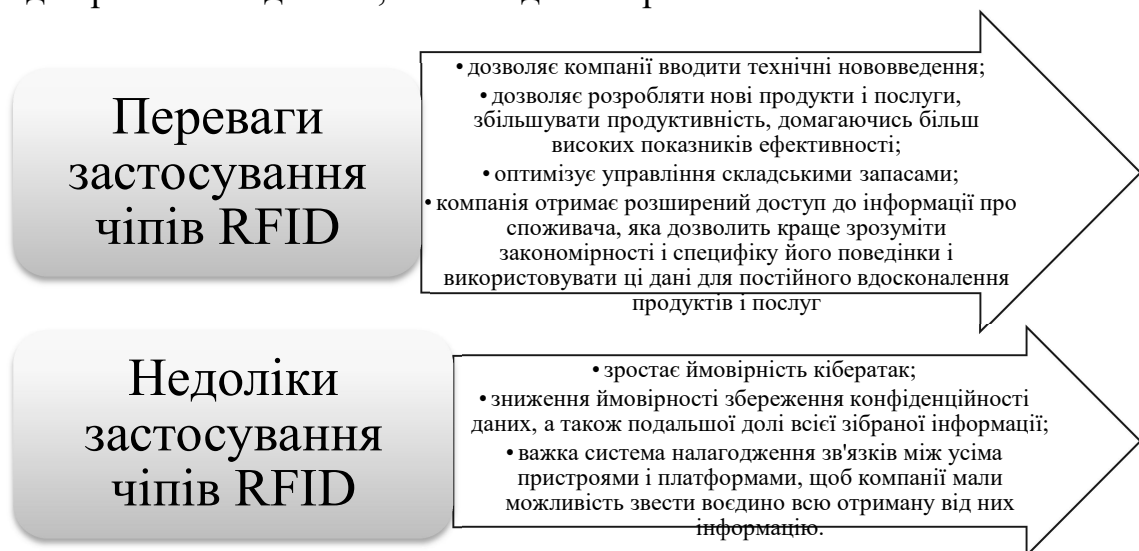 Переваги
застосування
чіпів RFID
• дозволяє компанії вводити технічні нововведення;
• дозволяє розробляти нові продукти і послуги,
збільшувати продуктивність, домагаючись більш
високих показників ефективності;
• оптимізує управління складськими запасами;
• компанія отримає розширений доступ до інформації про
споживача, яка дозволить краще зрозуміти
закономірності і специфіку його поведінки і
використовувати ці дані для постійного вдосконалення
продуктів і послуг
Недоліки
застосування
чіпів RFID
• зростає ймовірність кібератак;
• зниження ймовірності збереження конфіденційності
даних, а також подальшої долі всієї зібраної інформації;
• важка система налагодження зв'язків між усіма
пристроями і платформами, щоб компанії мали
можливість звести воєдино всю отриману від них
інформацію.